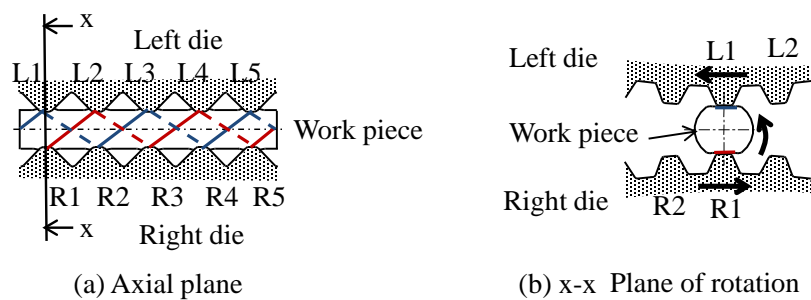 x
Left die
L1 L2 L3 L4 L5
Work piece
R1 R2 R3 R4 R5
x
Right die
(a) Axial plane
L1 L2
Left die
Work piece
Right die
R2 R1
(b) x-x Plane of rotation